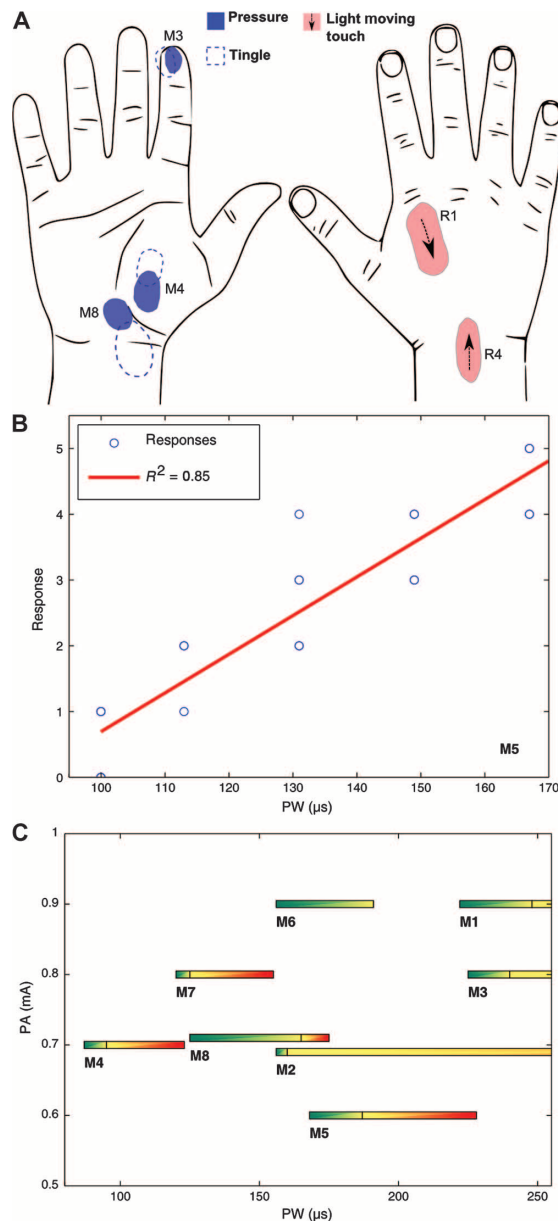 A
Pressure
Tingle
Light moving
touch
M3
M4
M8
R1
R4
B
Responses
R² = 0.85
5
4
3
2
1
0
Response
100 110 120 130 140 150 160 170
PW (µs)
M5
C
1
0.9
0.8
0.7
0.6
0.5
PA (mA)
M6
M1
M7
M3
M4
M8
M2
M5
100 150 200 250
PW (µs)